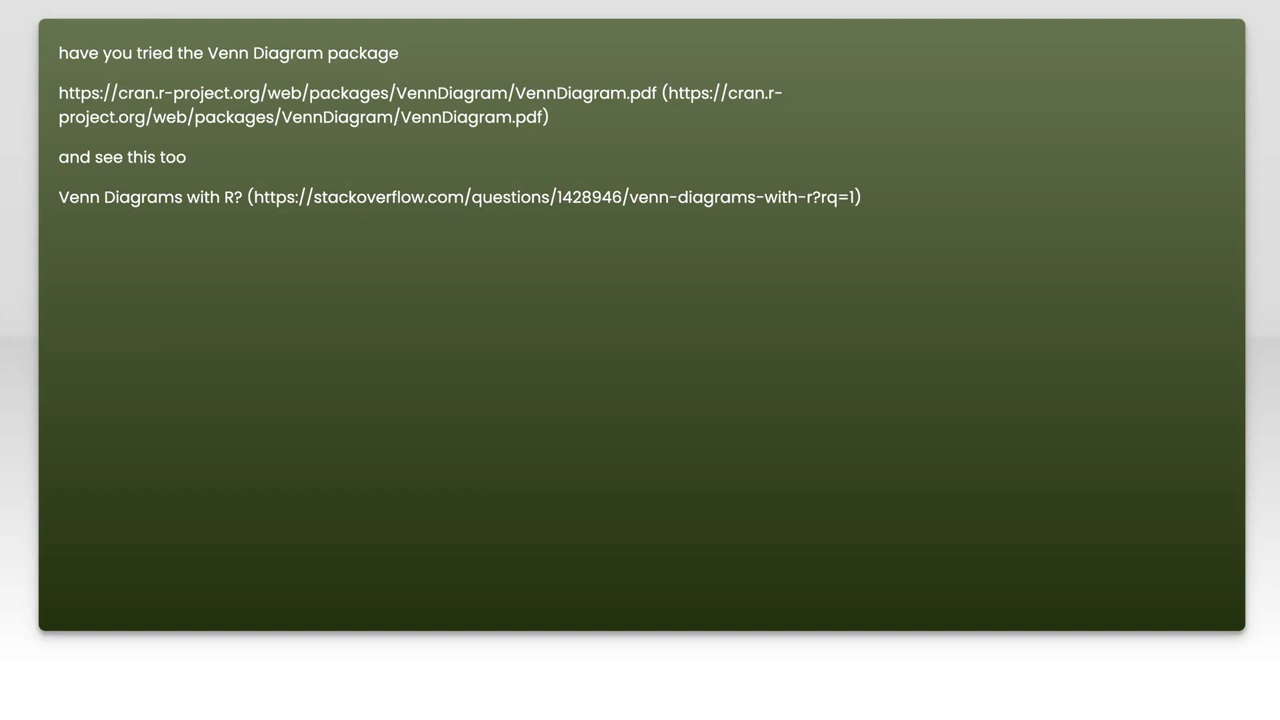 have you tried the Venn Diagram package
https://cran.r-project.org/web/packages/VennDiagram/VennDiagram.pdf (https://cran.r-
project.org/web/packages/VennDiagram/VennDiagram.pdf)
and see this too
Venn Diagrams with R? (https://stackoverflow.com/questions/1428946/venn-diagrams-with-r?rq=1)